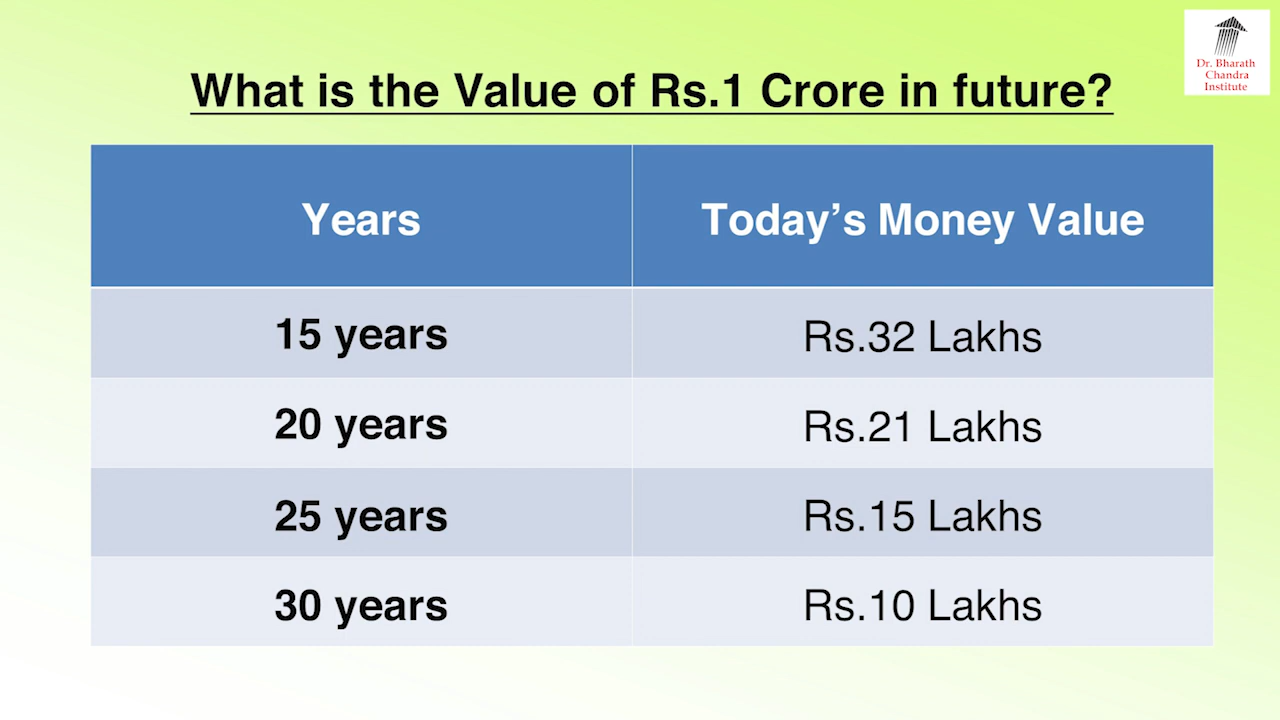 Dr. Bharath
Chandra
Institute
What is the Value of Rs.1 Crore in future?
Years Today’s Money Value
15 years Rs.32 Lakhs
20 years Rs.21 Lakhs
25 years Rs.15 Lakhs
30 years Rs.10 Lakhs